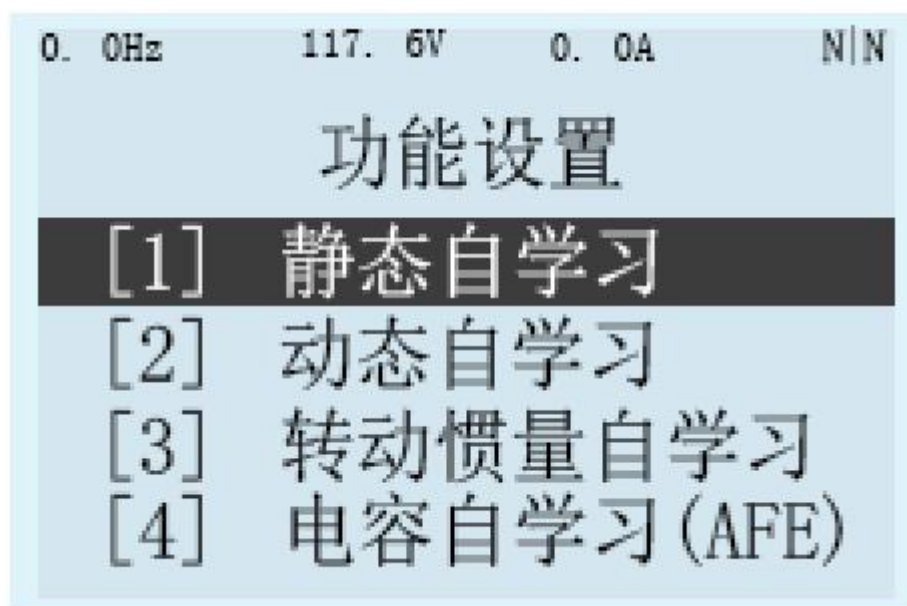 0. 0Hz 117. 6V 0. 0A N|N
功能设置
[1] 静态自学习
[2] 动态自学习
[3] 转动惯量自学习
[4] 电容自学习(AFE)